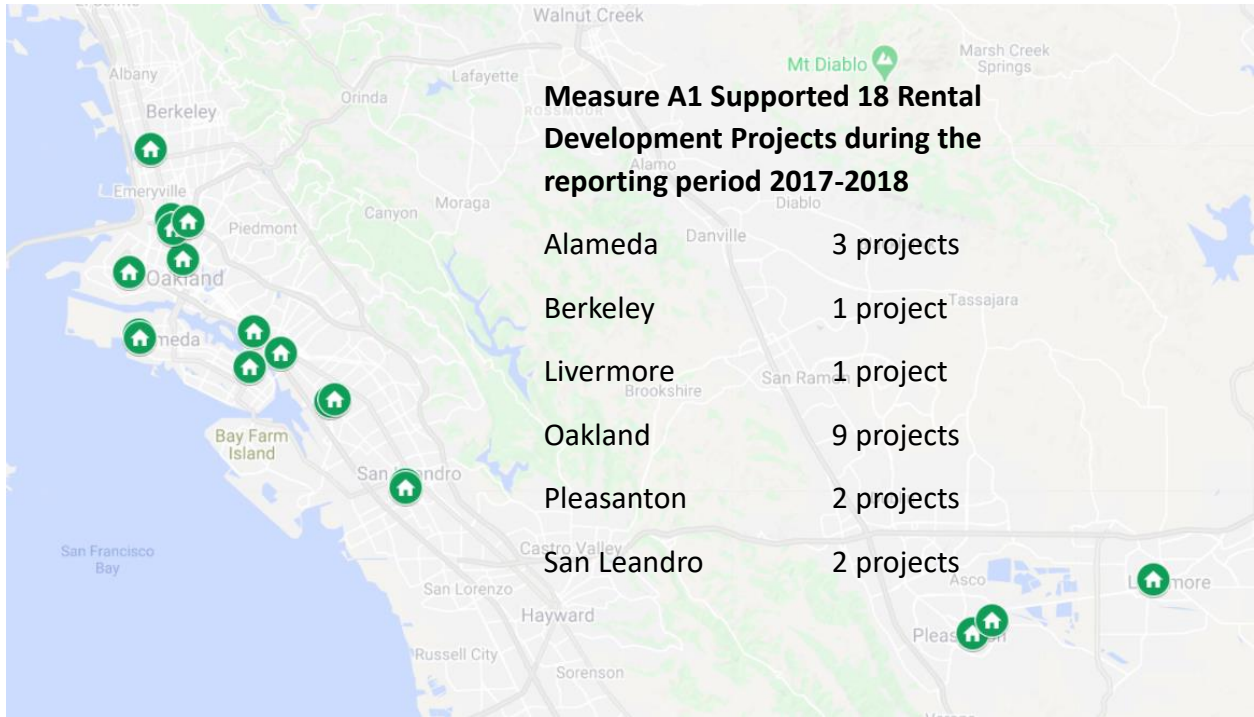 Walnut Creek
Marsh Creek
Springs
Mt Diablo
Albany
Lafayette
Orinda
Berkeley
Measure A1 Supported 18 Rental
Development Projects during the
reporting period 2017-2018
Alamo
Emeryville
Moraga
Canyon
Diablo
Piedmont
Danville
Alameda 3 projects
Oakland
Berkeley 1 project
Tassajara
Livermore 1 project
Brookshire
Oakland 9 projects
Bay Farm
Island
Pleasanton 2 projects
San Francisco
Bay
Castro Valley
San Leandro 2 projects
Asco
San Lorenzo
Hayward
Russell City
Sorenson